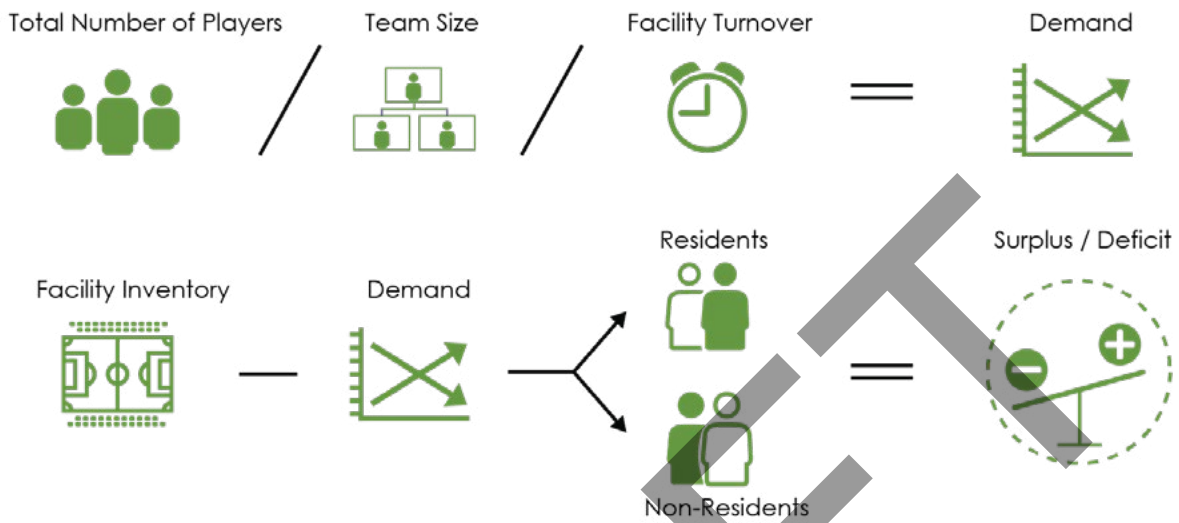 Total Number of Players
Team Size
Facility Turnover
Demand
Residents
Surplus / Deficit
Facility Inventory
Demand
Non-Residents